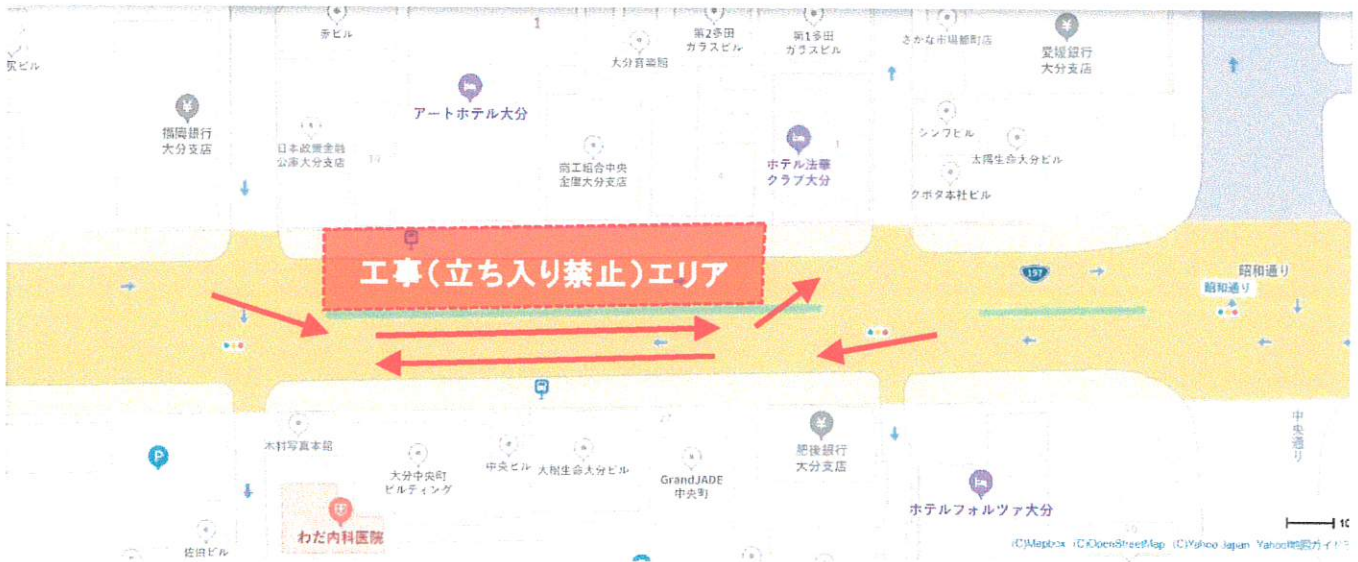 赤ビル
1
第2多田
ガラスビル
第1多田
ガラスビル
さかな市場都町店
愛媛銀行
大分支店
大分音楽館
アートホテル大分
福岡銀行
大分支店
日本政策金融
公庫大分支店
商工組合中央
金庫大分支店
ホテル法華
クラブ大分
シンワビル
太陽生命大分ビル
クボタ本社ビル
工事(立ち入り禁止)エリア
197
昭和通り
昭和通り
中央通り
木村写真本館
P
大分中央町
ビルディング
中央ビル
大樹生命大分ビル
GrandJADE
中央町
肥後銀行
大分支店
ホテルフォルツァ大分
わだ内科医院
佐田ビル
10
(C)Mapbox (C)OpenStreetMap (C)Yahoo Japan